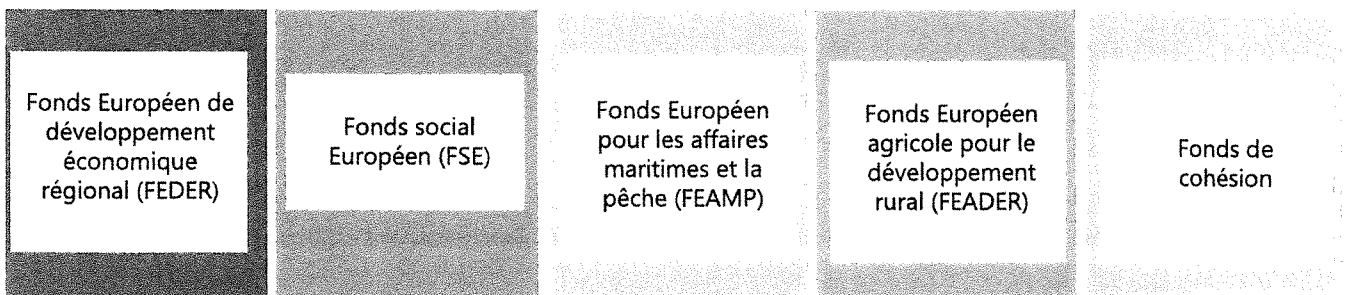 Fonds Européen de
développement
économique
régional (FEDER)
Fonds social
Européen (FSE)
Fonds Européen
pour les affaires
maritimes et la
pêche (FEAMP)
Fonds Européen
agricole pour le
développement
rural (FEADER)
Fonds de
cohésion